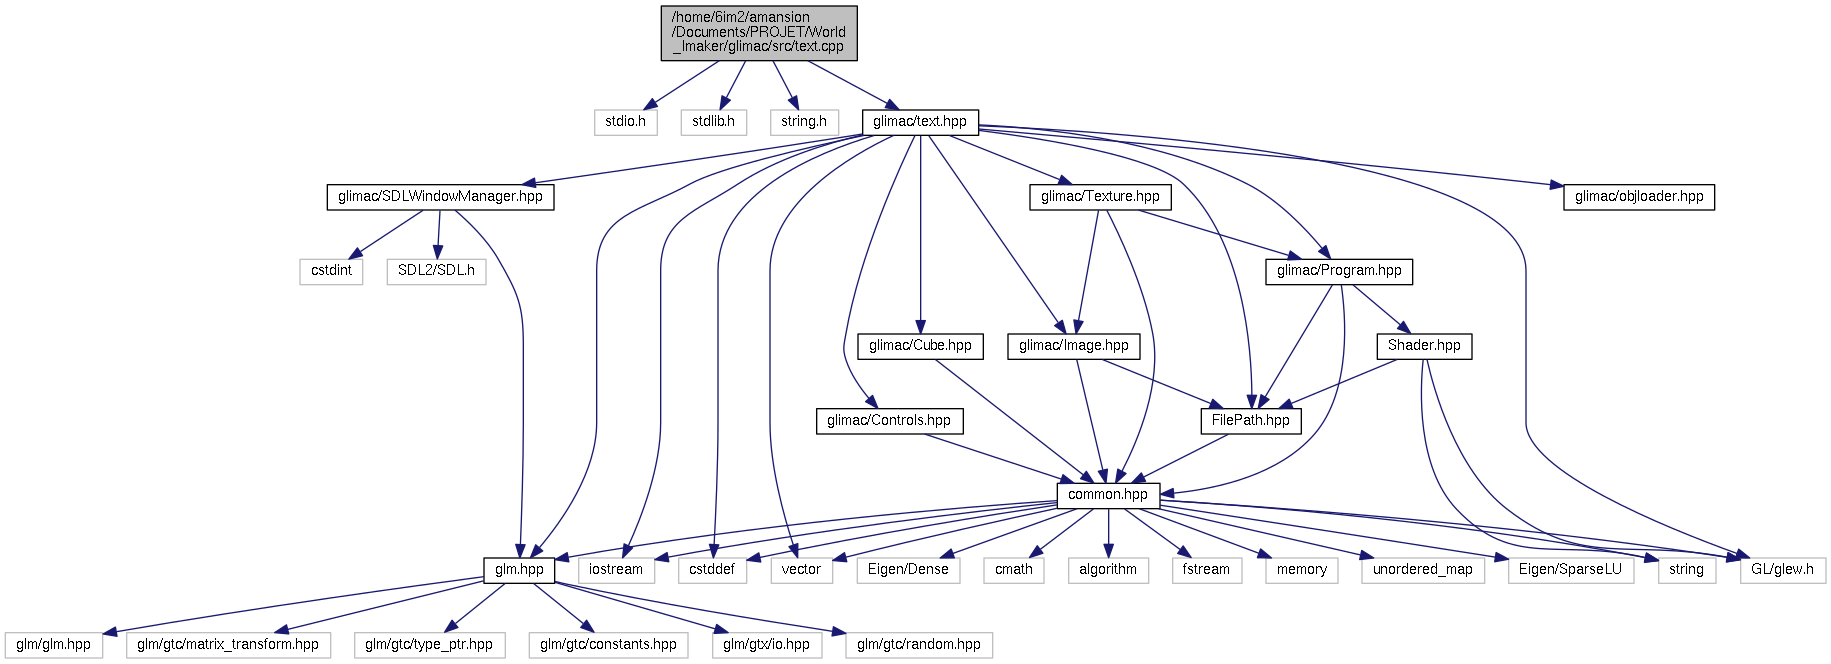 /home/6im2/amansion
/Documents/PROJET/World
_Imaker/glimac/src/text.cpp
stdio.h
stdlib.h
string.h
glimac/text.hpp
glimac/SDLWindowManager.hpp
glimac/Texture.hpp
glimac/objloader.hpp
cstdint
SDL2/SDL.h
glimac/Program.hpp
glimac/Cube.hpp
glimac/Image.hpp
Shader.hpp
glimac/Controls.hpp
FilePath.hpp
common.hpp
glm.hpp
iostream
cstddef
vector
Eigen/Dense
cmath
algorithm
fstream
memory
unordered_map
Eigen/SparseLU
string
GL/glew.h
glm/glm.hpp
glm/gtc/matrix_transform.hpp
glm/gtc/type_ptr.hpp
glm/gtc/constants.hpp
glm/gtx/io.hpp
glm/gtc/random.hpp